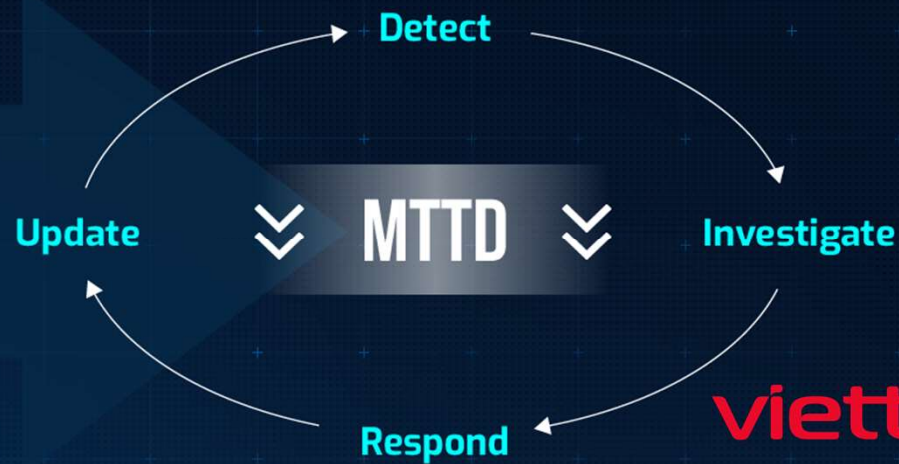 Detect
Update
MTTD
Investigate
Respond
viett